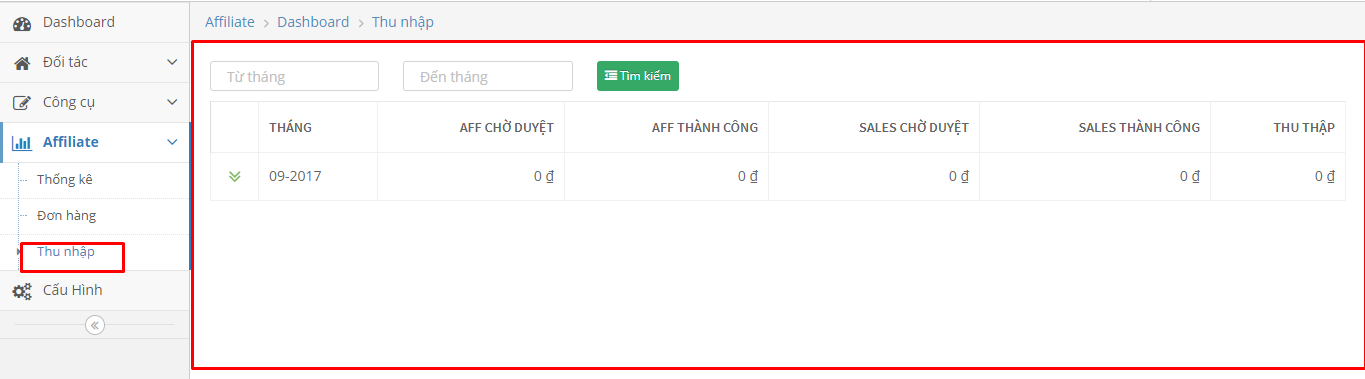 Dashboard
Đối tác
Công cụ
Affiliate
Thống kê
Đơn hàng
Thu nhập
Cấu Hình
Affiliate > Dashboard > Thu nhập
Từ tháng Đến tháng Tìm kiếm
THÁNG AFF CHỜ DUYỆT AFF THÀNH CÔNG SALES CHỜ DUYỆT SALES THÀNH CÔNG THU THẬP
09-2017 0 ₫ 0 ₫ 0 ₫ 0 ₫ 0 ₫